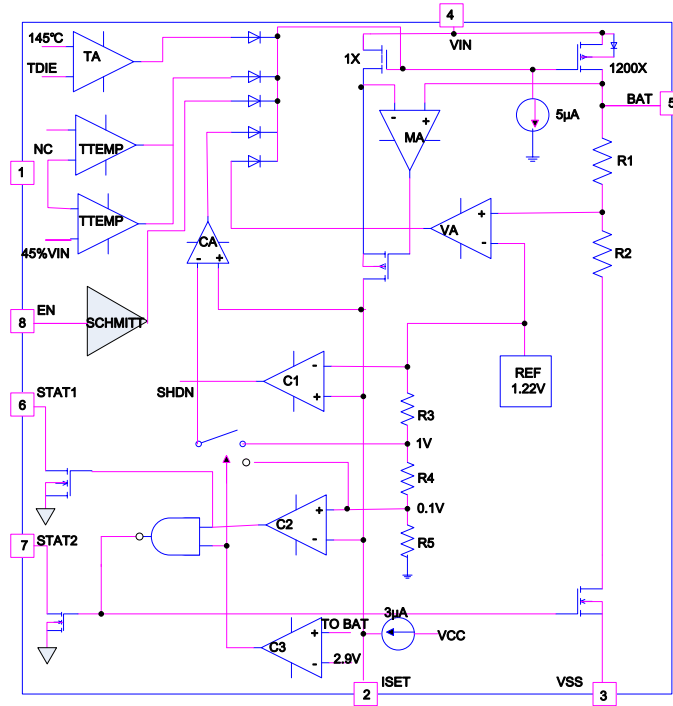 4
VIN
145℃
TA
TDIE
1X
1200X
BAT
5
- +
MA
5μA
NC
TTEMP
R1
1
TTEMP
+
VA
-
R2
45%VIN
CA
- +
EN
8
SCHMITT
REF
1.22V
-
C1
+
SHDN
STAT1
6
R3
1V
R4
+
0.1V
C2
+
R5
STAT2
7
3μA
TO BAT
+
VCC
C3
-
2.9V
ISET
2
VSS
3